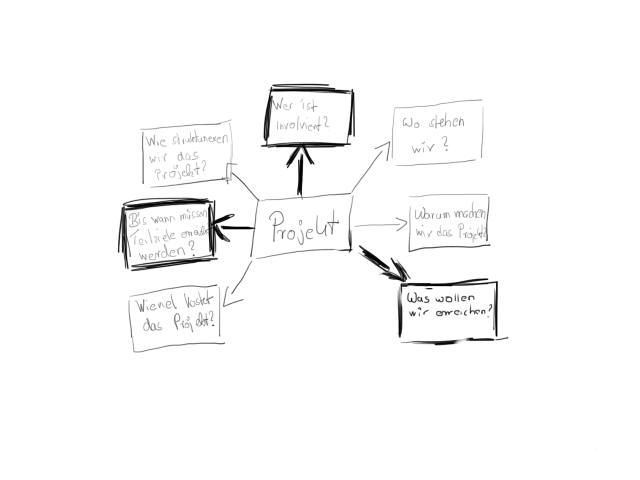 Wer ist
involviert?
Wo stehen
wir?
Wie strukturieren
wir das
Projekt?
Bis wann müssen
Teilziele erreicht
werden?
Projekt
Warum machen
wir das Projekt?
Wieviel kostet
das Projekt?
Was wollen
wir erreichen?